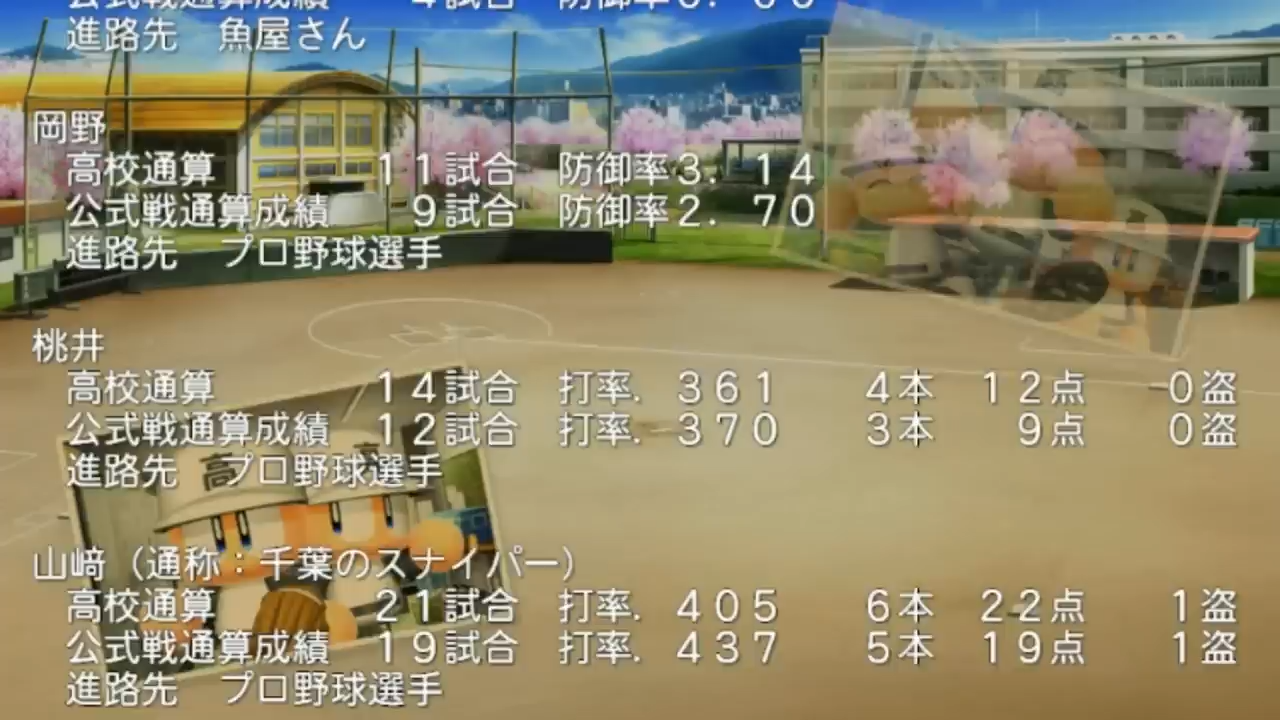 進路先　魚屋さん
岡野
高校通算　１１試合　防御率３．１４
公式戦通算成績　９試合　防御率２．７０
進路先　プロ野球選手
桃井
高校通算　１４試合　打率．３６１　４本　１２点　０盗
公式戦通算成績　１２試合　打率．３７０　３本　９点　０盗
進路先　プロ野球選手
山﨑（通称：千葉のスナイパー）
高校通算　２１試合　打率．４０５　６本　２２点　１盗
公式戦通算成績　１９試合　打率．４３７　５本　１９点　１盗
進路先　プロ野球選手
高